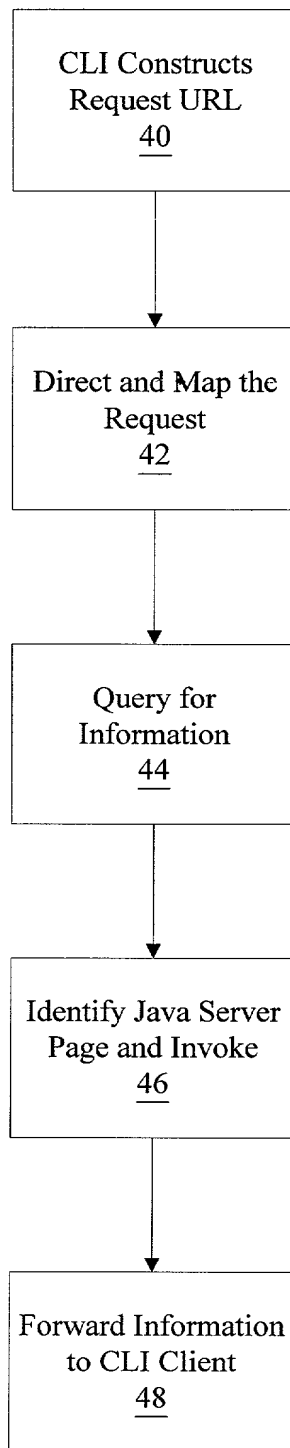 CLI Constructs
Request URL
40
Direct and Map the
Request
42
Query for
Information
44
Identify Java Server
Page and Invoke
46
Forward Information
to CLI Client
48